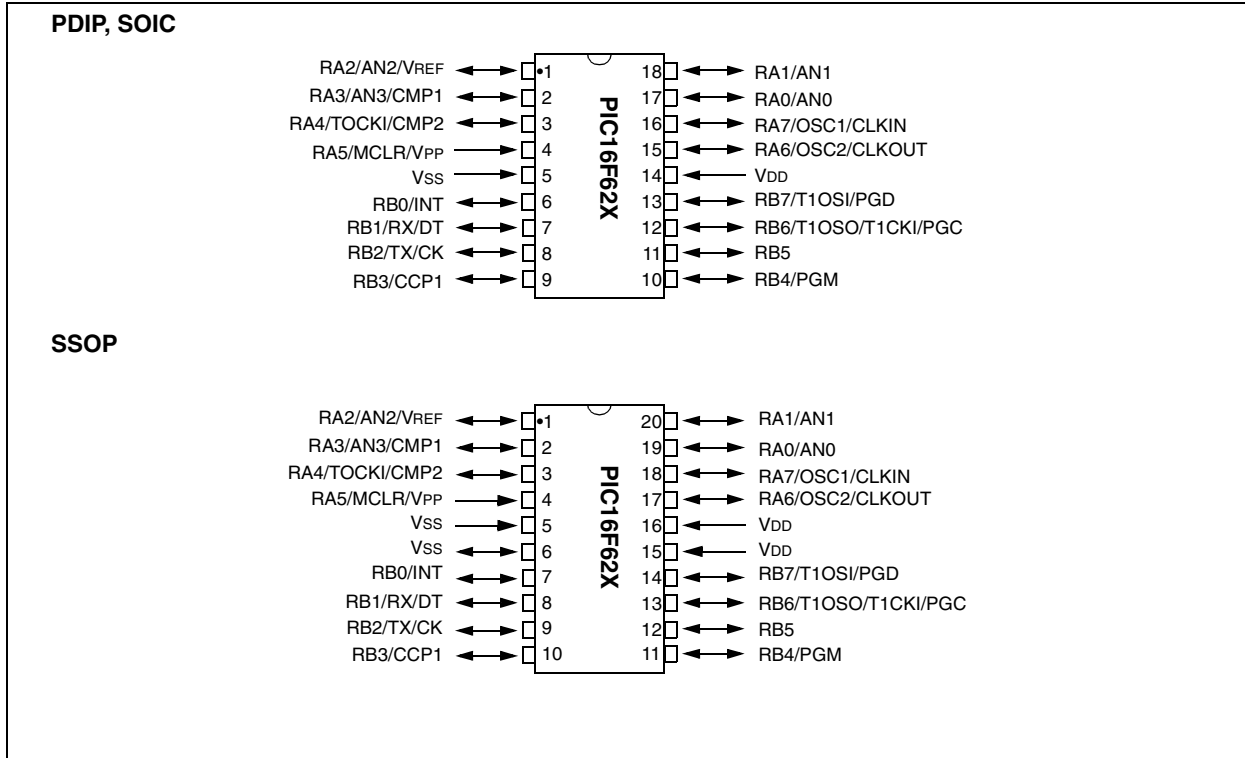 PDIP, SOIC
RA2/AN2/VREF •1 18 RA1/AN1
RA3/AN3/CMP1 2 17 RA0/AN0
RA4/TOCKI/CMP2 3 16 RA7/OSC1/CLKIN
RA5/MCLR/VPP 4 15 RA6/OSC2/CLKOUT
VSS 5 14 VDD
RB0/INT 6 13 RB7/T1OSI/PGD
RB1/RX/DT 7 12 RB6/T1OSO/T1CKI/PGC
RB2/TX/CK 8 11 RB5
RB3/CCP1 9 10 RB4/PGM
PIC16F62X
SSOP
RA2/AN2/VREF •1 20 RA1/AN1
RA3/AN3/CMP1 2 19 RA0/AN0
RA4/TOCKI/CMP2 3 18 RA7/OSC1/CLKIN
RA5/MCLR/VPP 4 17 RA6/OSC2/CLKOUT
VSS 5 16 VDD
VSS 6 15 VDD
RB0/INT 7 14 RB7/T1OSI/PGD
RB1/RX/DT 8 13 RB6/T1OSO/T1CKI/PGC
RB2/TX/CK 9 12 RB5
RB3/CCP1 10 11 RB4/PGM
PIC16F62X